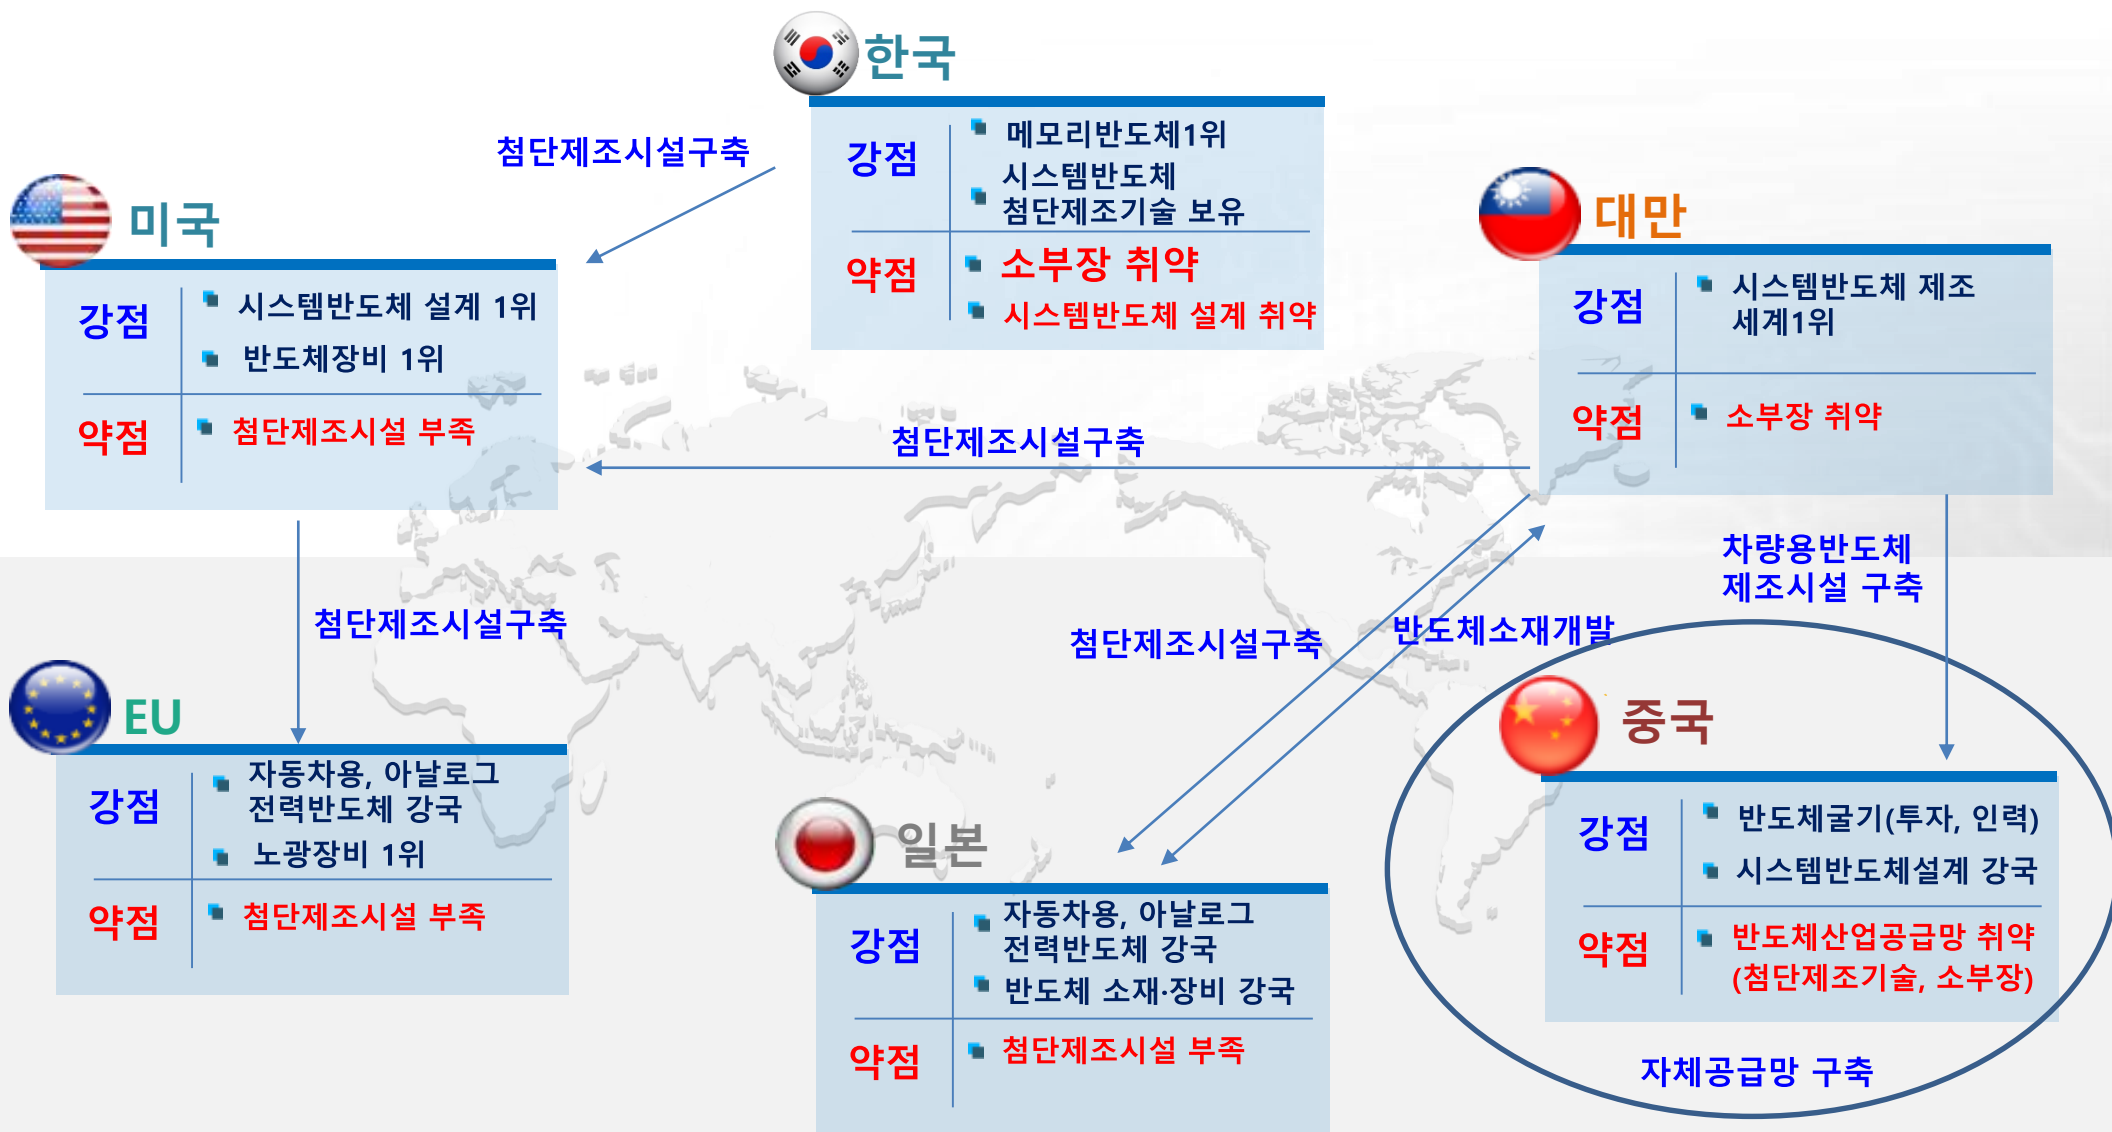 한국
강점
메모리반도체1위
시스템반도체
첨단제조기술 보유
약점
소부장 취약
시스템반도체 설계 취약
첨단제조시설구축
미국
강점
시스템반도체 설계 1위
반도체장비 1위
약점
첨단제조시설 부족
대만
강점
시스템반도체 제조
세계1위
약점
소부장 취약
첨단제조시설구축
첨단제조시설구축
첨단제조시설구축
반도체소재개발
차량용반도체
제조시설 구축
EU
강점
자동차용, 아날로그
전력반도체 강국
노광장비 1위
약점
첨단제조시설 부족
일본
강점
자동차용, 아날로그
전력반도체 강국
반도체 소재·장비 강국
약점
첨단제조시설 부족
중국
강점
반도체굴기(투자, 인력)
시스템반도체설계 강국
약점
반도체산업공급망 취약
(첨단제조기술, 소부장)
자체공급망 구축